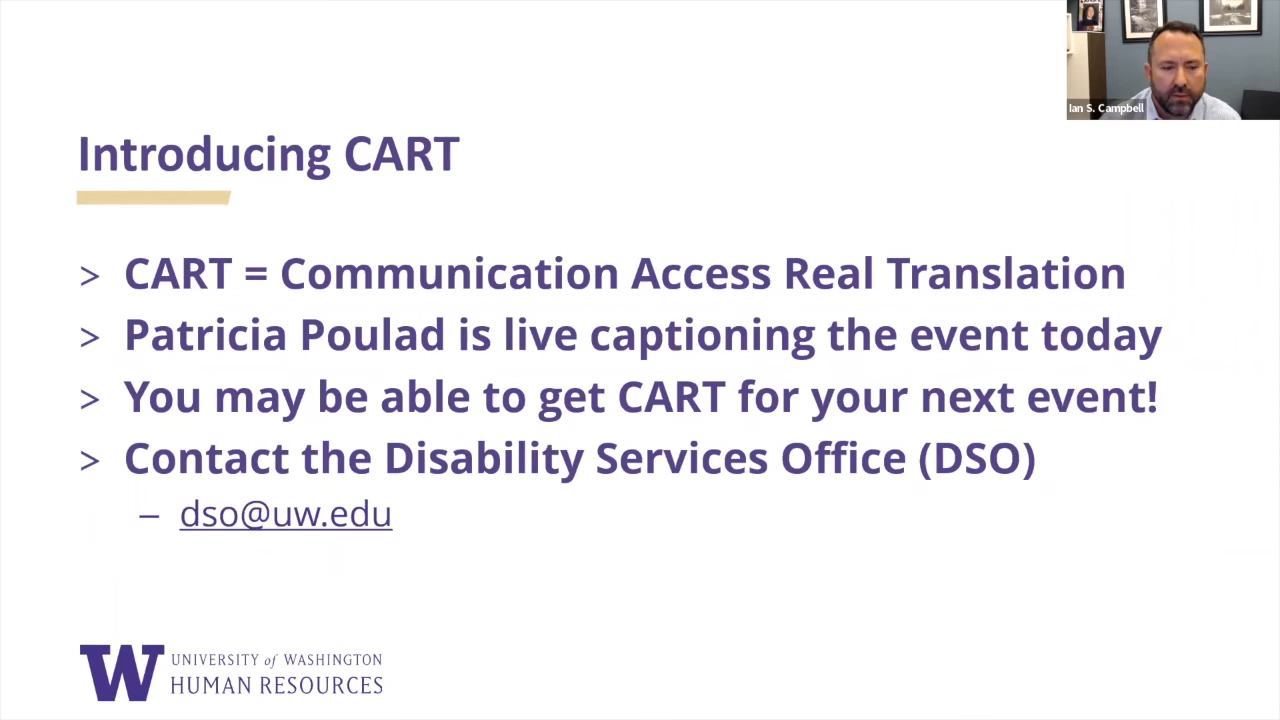 Ian S. Campbell
Introducing CART
> CART = Communication Access Real Translation
> Patricia Poulad is live captioning the event today
> You may be able to get CART for your next event!
> Contact the Disability Services Office (DSO)
– dso@uw.edu
W
UNIVERSITY of WASHINGTON
HUMAN RESOURCES